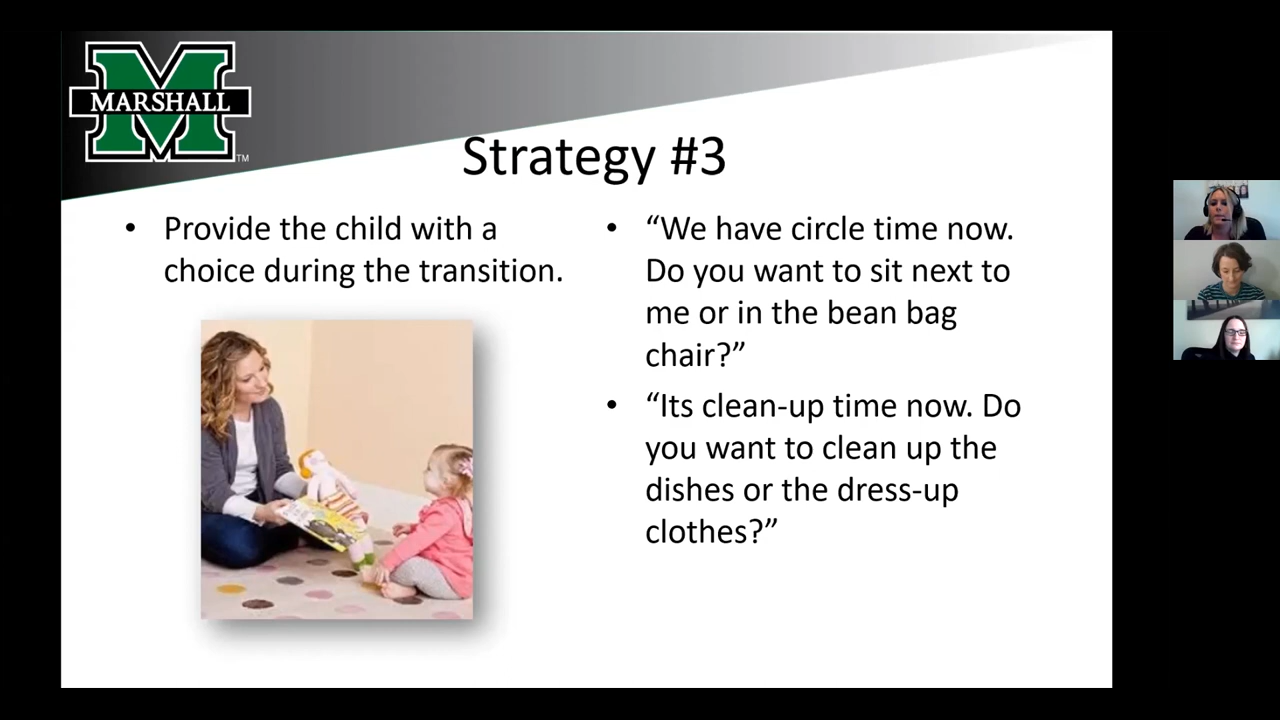 MARSHALL
TM
Strategy #3
• Provide the child with a
choice during the transition.
• “We have circle time now.
Do you want to sit next to
me or in the bean bag
chair?”
• “Its clean-up time now. Do
you want to clean up the
dishes or the dress-up
clothes?”